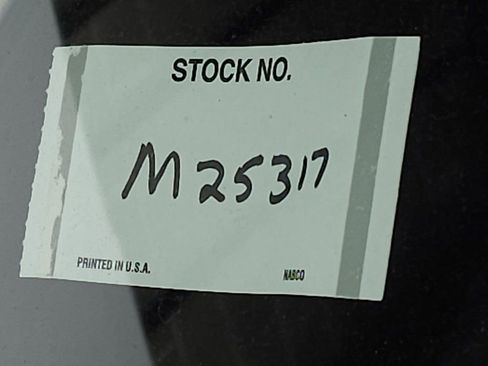 STOCK NO.
M25317
PRINTED IN U.S.A. NABCO